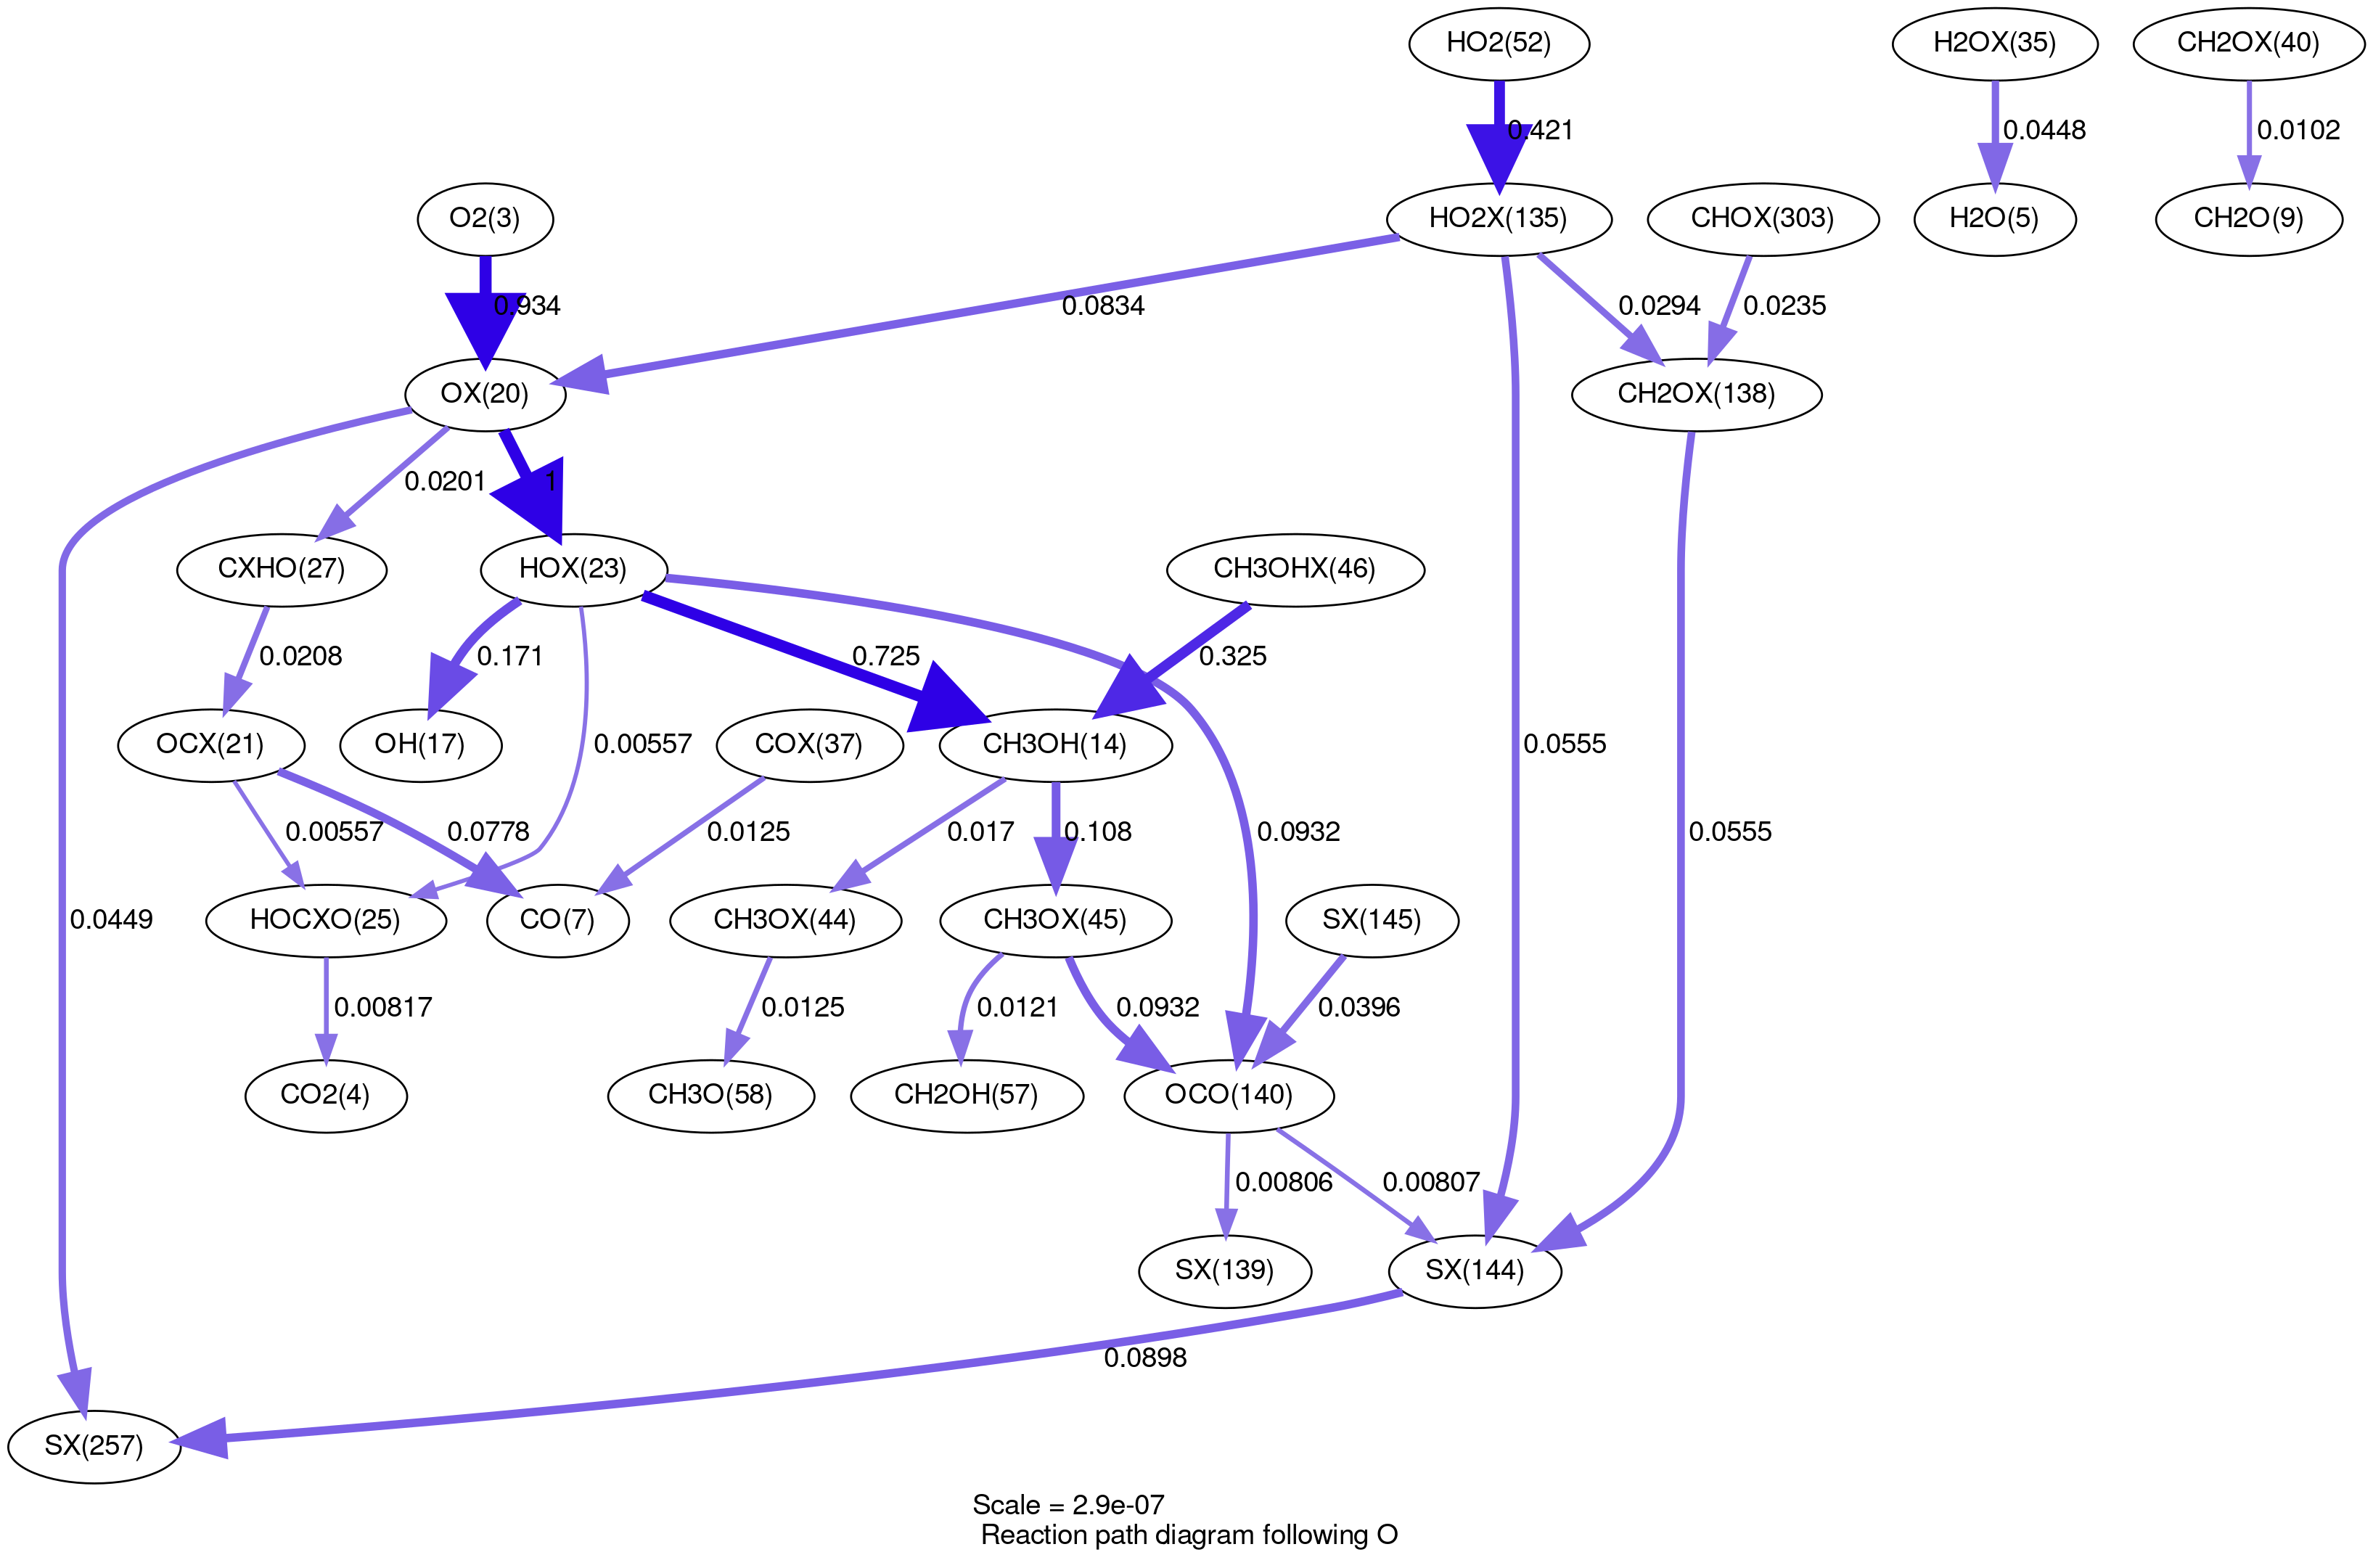 HO2(52)
H2OX(35)
CH2OX(40)
0.421
0.0448
0.0102
O2(3)
HO2X(135)
CHOX(303)
H2O(5)
CH2O(9)
0.934
0.0834
0.0294
0.0235
OX(20)
CH2OX(138)
0.0201
1
CXHO(27)
HOX(23)
CH3OHX(46)
0.0208
0.171
0.725
0.325
OCX(21)
OH(17)
0.00557
COX(37)
CH3OH(14)
0.0555
0.00557
0.0778
0.0125
0.017
0.108
0.0932
0.0555
0.0449
HOCXO(25)
CO(7)
CH3OX(44)
CH3OX(45)
SX(145)
0.00817
0.0125
0.0121
0.0932
0.0396
CO2(4)
CH3O(58)
CH2OH(57)
OCO(140)
0.00806
0.00807
SX(139)
SX(144)
0.0898
SX(257)
Scale = 2.9e-07
Reaction path diagram following O